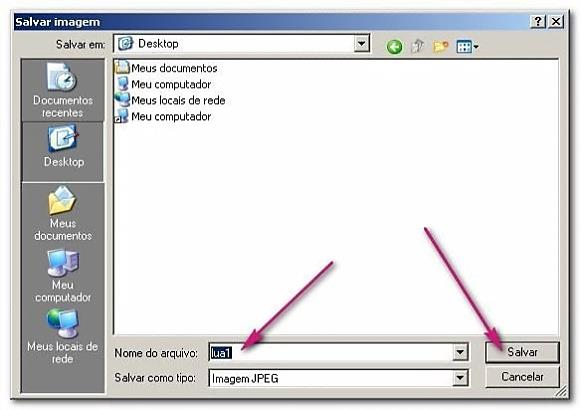 Salvar imagem
Salvar em:
Desktop
Documentos
recentes
Desktop
Meus
documentos
Meu
computador
Meus locais de
rede
Meus documentos
Meu computador
Meus locais de rede
Meu computador
Nome do arquivo:
lua1
Salvar
Salvar como tipo:
Imagem JPEG
Cancelar